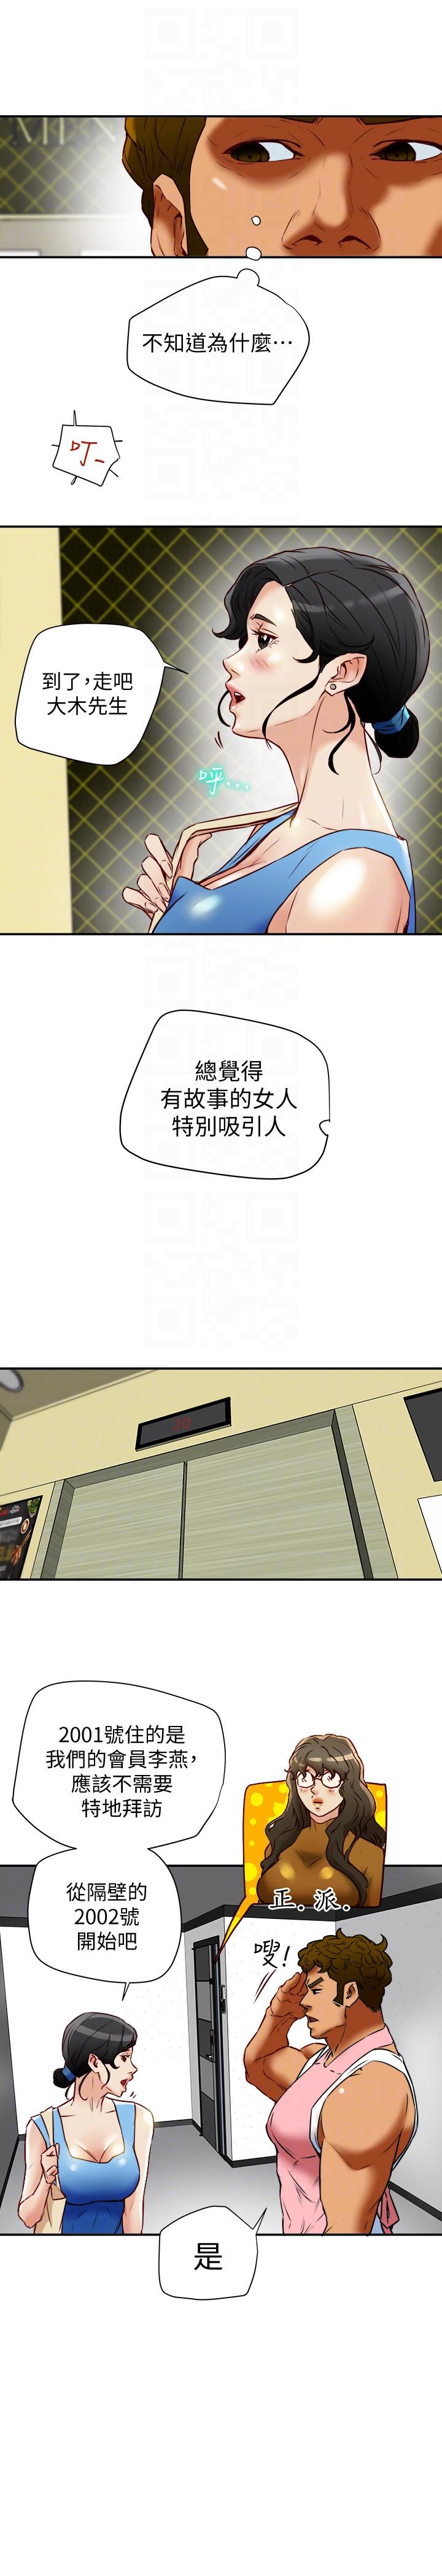 不知道為什麼…
叮-
到了，走吧
大木先生
呼…
總覺得
有故事的女人
特別吸引人
20
2001號住的是
我們的會員李燕，
應該不需要
特地拜訪
正.派.
從隔壁的
2002號
開始吧
嗖!
是